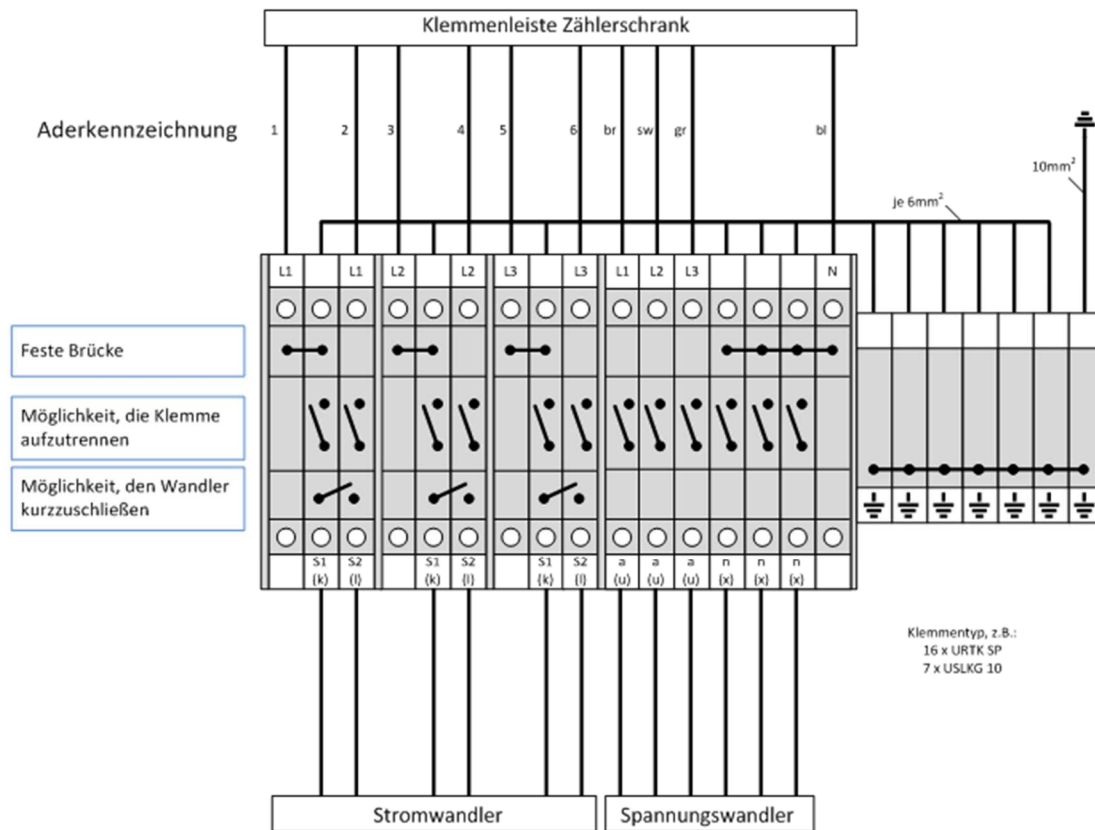 Klemmenleiste Zählerschrank
Aderkennzeichnung
1 2 3 4 5 6 br sw gr bl
10mm²
je 6mm²
L1 L1 L2 L2 L3 L3 L1 L2 L3 N
Feste Brücke
Möglichkeit, die Klemme
aufzutrennen
Möglichkeit, den Wandler
kurzzuschließen
S1 S2 S1 S2 S1 S2 a a a n n n
(k) (l) (k) (l) (k) (l) (u) (u) (u) (x) (x) (x)
Klemmentyp, z.B.:
16 x URTK SP
7 x USLKG 10
Stromwandler Spannungswandler